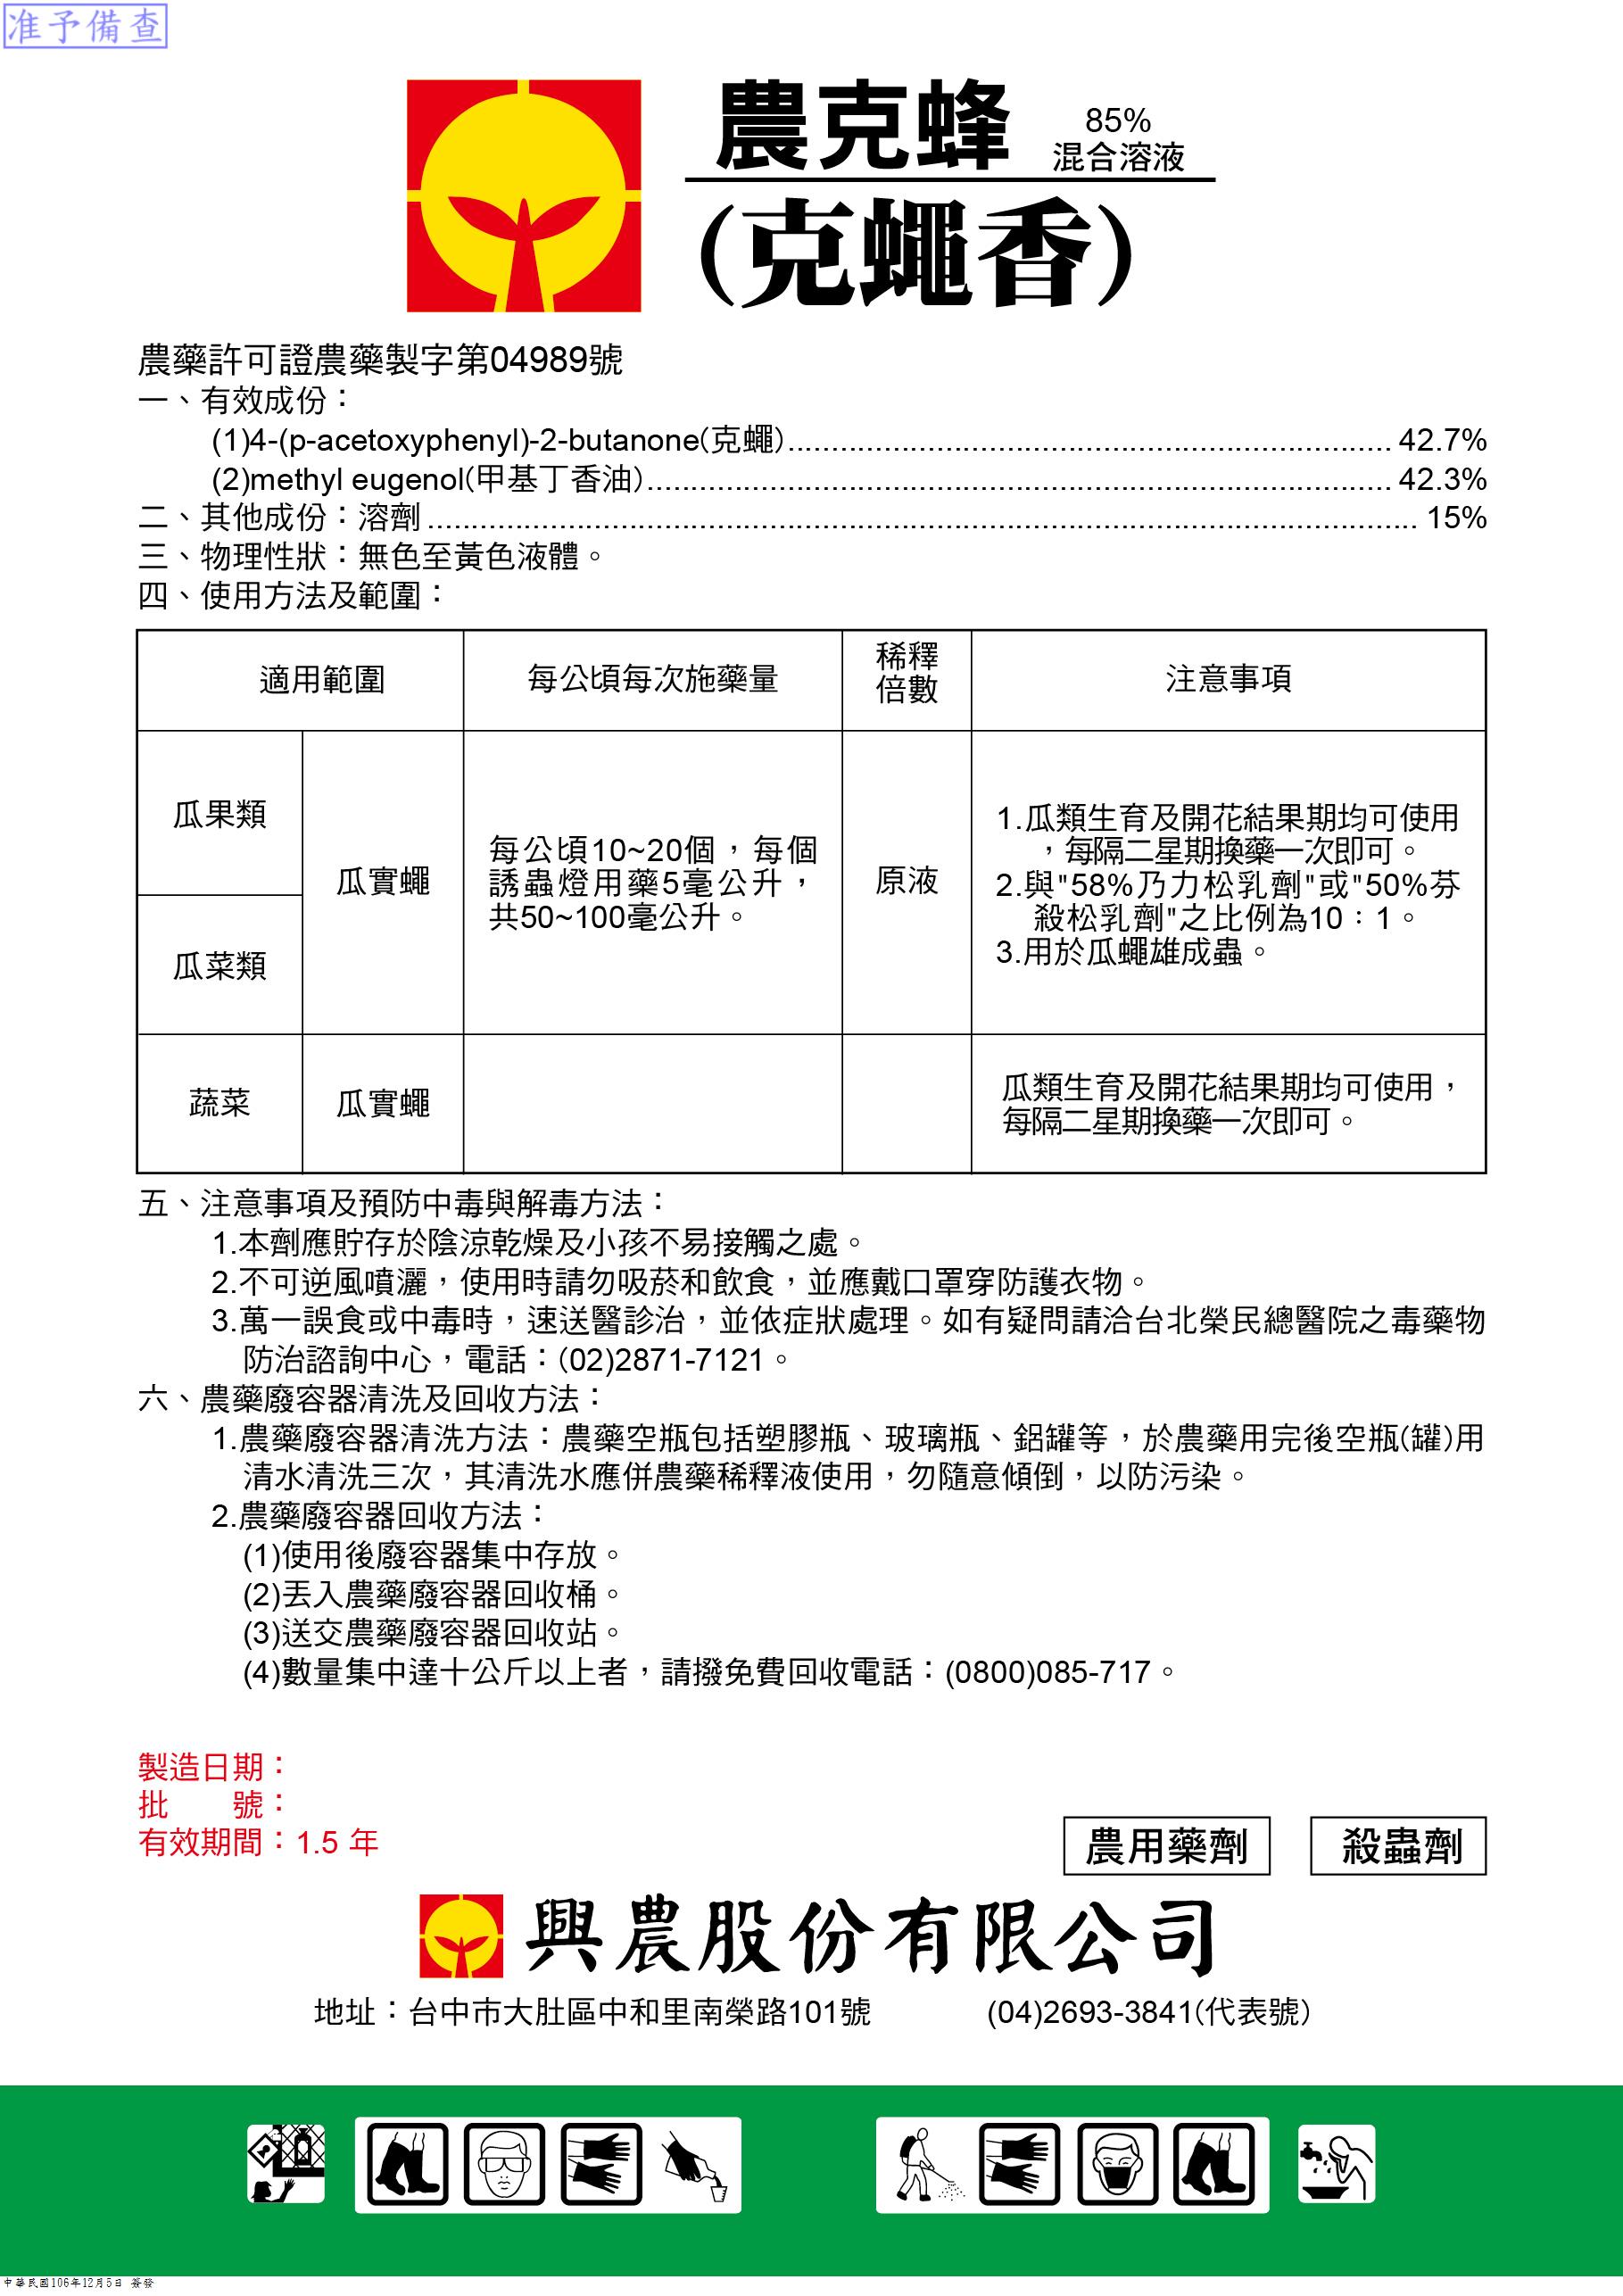 准予備查
農克蜂
85%
混合溶液
(克蠅香)
農藥許可證農藥製字第04989號
一、有效成份：
(1)4-(p-acetoxyphenyl)-2-butanone(克蠅)........................................ 42.7%
(2)methyl eugenol(甲基丁香油)........................................ 42.3%
二、其他成份：溶劑........................................ 15%
三、物理性狀：無色至黃色液體。
四、使用方法及範圍：
適用範圍
每公頃每次施藥量
稀釋
倍數
注意事項
瓜果類
瓜菜類
瓜實蠅
每公頃10~20個，每個
誘蟲燈用藥5毫公升，
共50~100毫公升。
原液
1.瓜類生育及開花結果期均可使用
，每隔二星期換藥一次即可。
2.與"58%乃力松乳劑"或"50%芬
殺松乳劑"之比例為10：1。
3.用於瓜蠅雄成蟲。
蔬菜
瓜實蠅
瓜類生育及開花結果期均可使用，
每隔二星期換藥一次即可。
五、注意事項及預防中毒與解毒方法：
1.本劑應貯存於陰涼乾燥及小孩不易接觸之處。
2.不可逆風噴灑，使用時請勿吸菸和飲食，並應戴口罩穿防護衣物。
3.萬一誤食或中毒時，速送醫診治，並依症狀處理。如有疑問請洽台北榮民總醫院之毒藥物
防治諮詢中心，電話：(02)2871-7121。
六、農藥廢容器清洗及回收方法：
1.農藥廢容器清洗方法：農藥空瓶包括塑膠瓶、玻璃瓶、鋁罐等，於農藥用完後空瓶(罐)用
清水清洗三次，其清洗水應併農藥稀釋液使用，勿隨意傾倒，以防污染。
2.農藥廢容器回收方法：
(1)使用後廢容器集中存放。
(2)丟入農藥廢容器回收桶。
(3)送交農藥廢容器回收站。
(4)數量集中達十公斤以上者，請撥免費回收電話：(0800)085-717。
製造日期：
批　　號：
有效期間：1.5 年
農用藥劑
殺蟲劑
興農股份有限公司
地址：台中市大肚區中和里南榮路101號　　(04)2693-3841(代表號)
中華民國106年12月5日 簽發